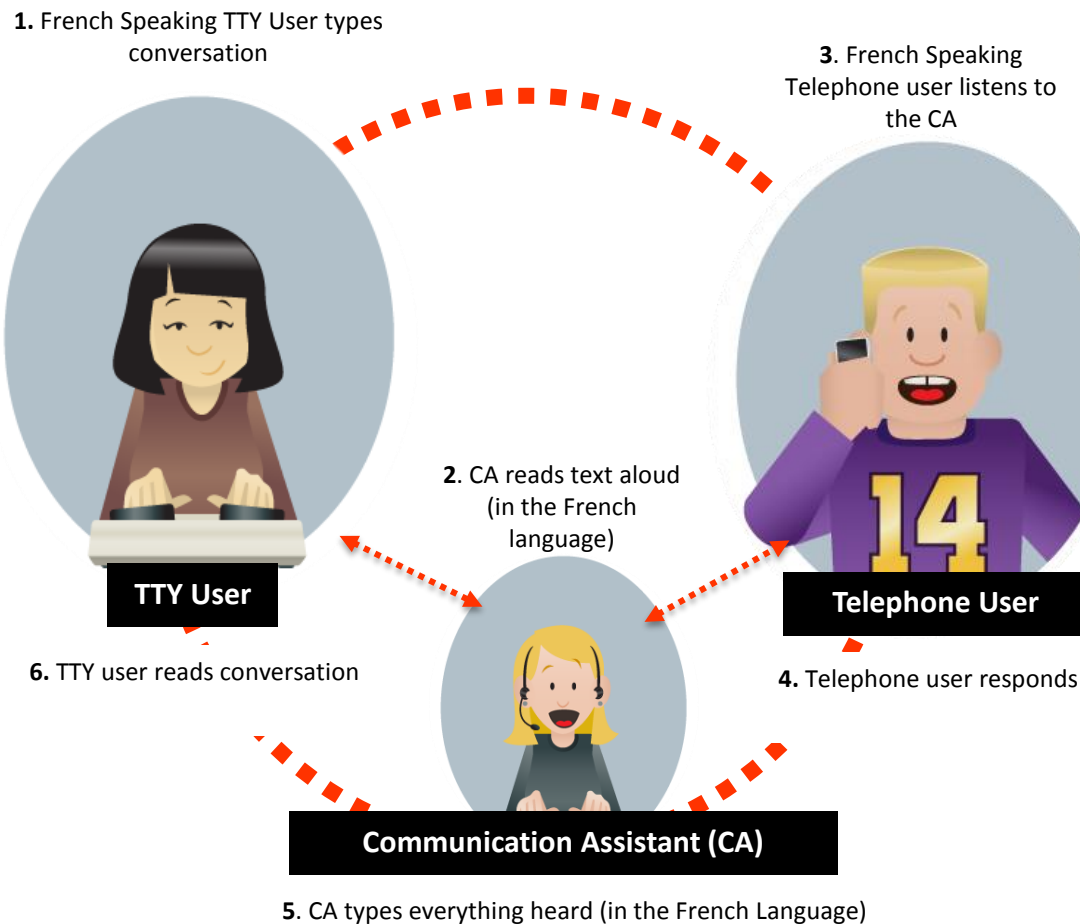 1. French Speaking TTY User types
conversation
3. French Speaking
Telephone user listens to
the CA
14
2. CA reads text aloud
(in the French
language)
TTY User
Telephone User
6. TTY user reads conversation
4. Telephone user responds
Communication Assistant (CA)
5. CA types everything heard (in the French Language)